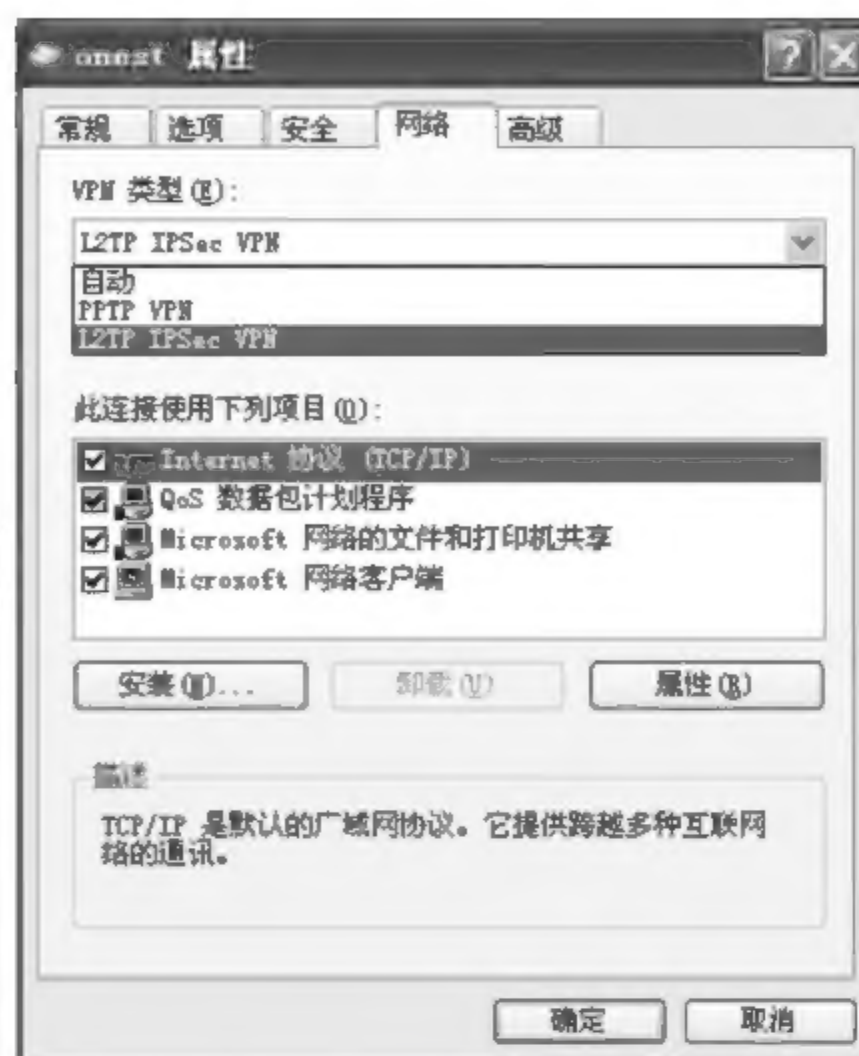 属性
常规 选项 安全 网络 高级
VPN 类型(E):
L2TP IPSec VPN
自动
PPTP VPN
L2TP IPSec VPN
此连接使用下列项目(O):
Internet 协议 (TCP/IP)
QoS 数据包计划程序
Microsoft 网络的文件和打印机共享
Microsoft 网络客户端
安装(N)... 卸载(U) 属性(R)
描述
TCP/IP 是默认的广域网协议。它提供跨越多种互联网
络的通讯。
确定 取消